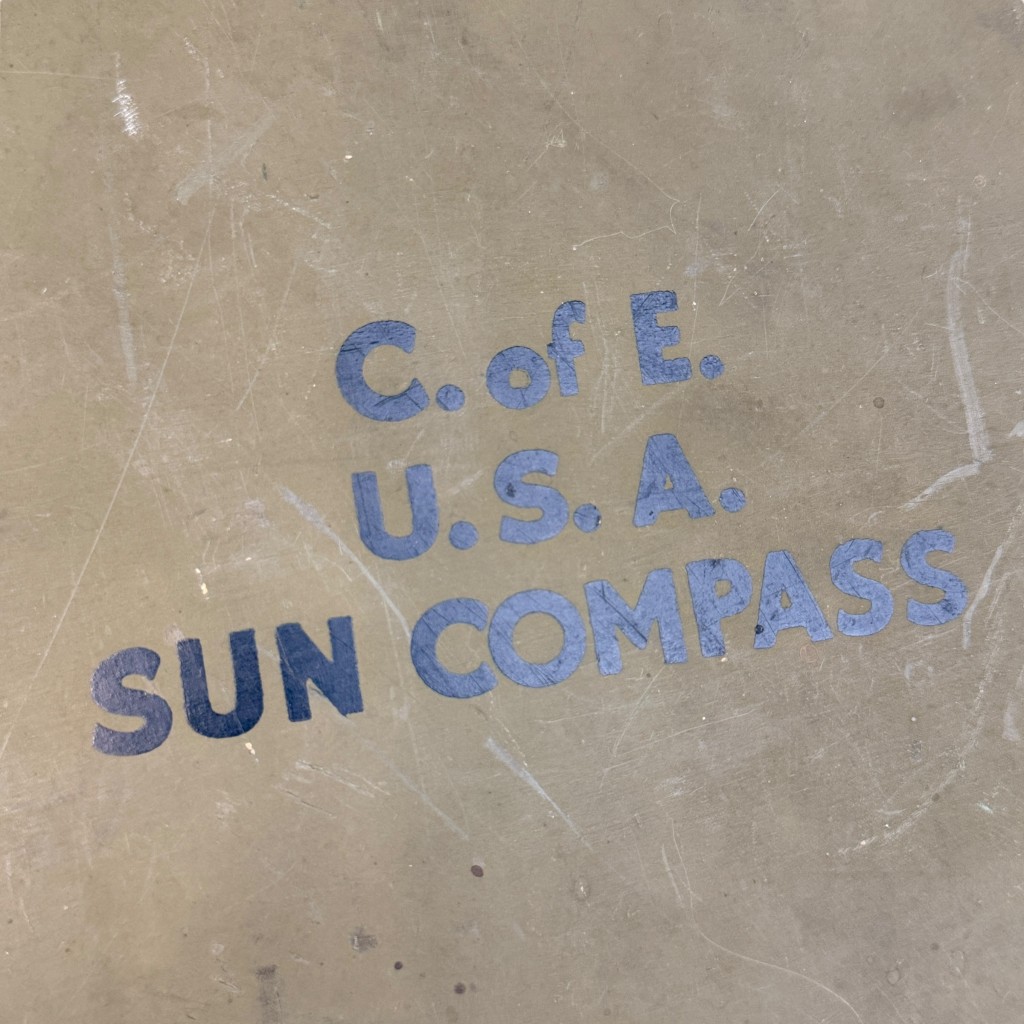 C. of E.
U.S.A.
SUN COMPASS